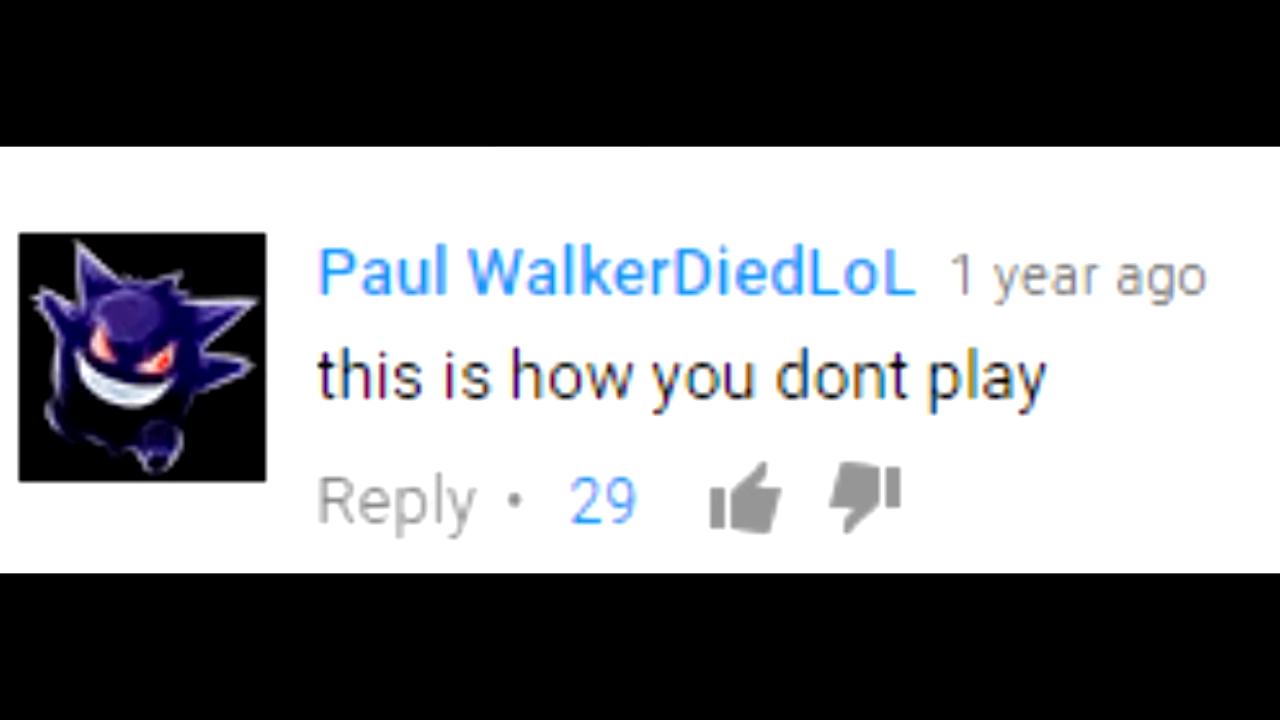 Paul WalkerDiedLoL 1 year ago
this is how you dont play
Reply • 29